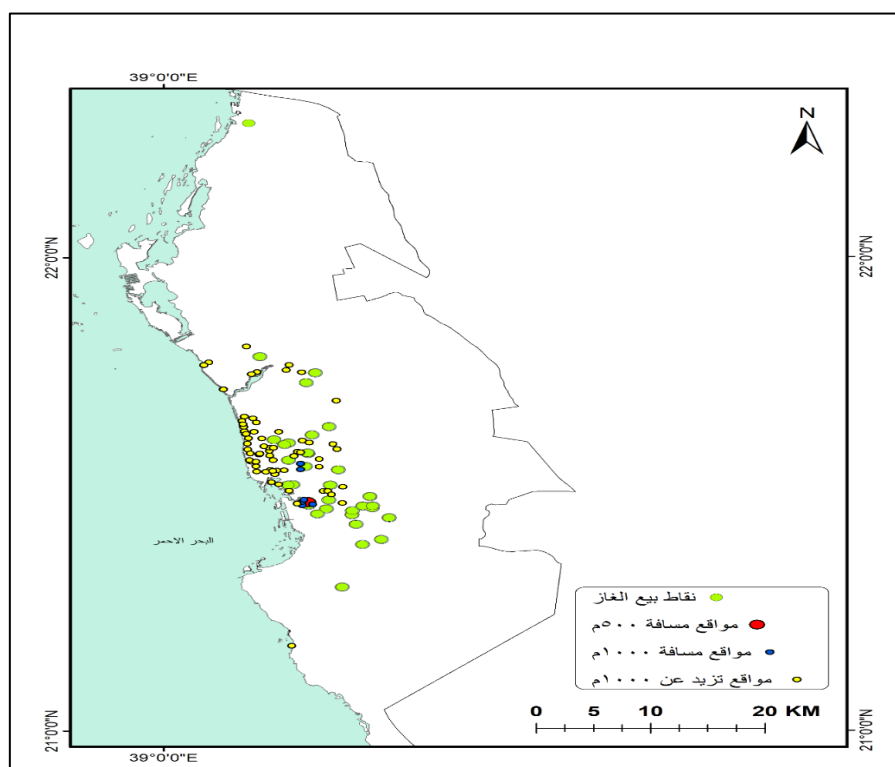 39°0'0"E
N
22°0'0"N
22°0'0"N
البحر الاحمر
نقاط بيع الغاز
مواقع مسافة ٥٠٠م
مواقع مسافة ١٠٠٠م
مواقع تزيد عن ١٠٠٠م
0 5 10 20 KM
21°0'0"N
21°0'0"N
39°0'0"E